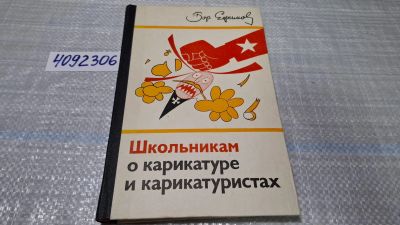 4092306
Бор Ефимов
Школьникам
о карикатуре
и карикатуристах